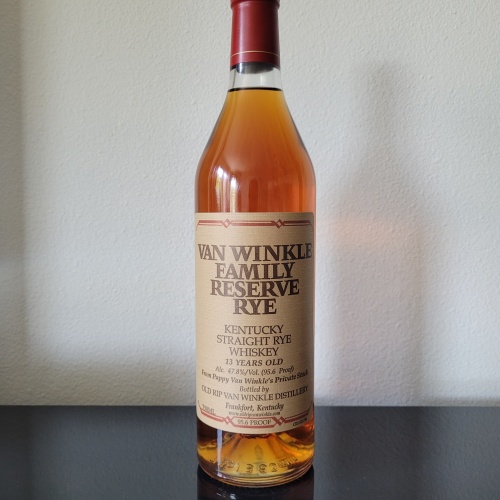 VAN WINKLE
FAMILY
RESERVE
RYE
KENTUCKY
STRAIGHT RYE
WHISKEY
13 YEARS OLD
Alc. 47.8%/Vol. (95.6 Proof)
From Pappy Van Winkle's Private Stock
Bottled by
OLD RIP VAN WINKLE DISTILLERY
Frankfort, Kentucky
95.6 PROOF